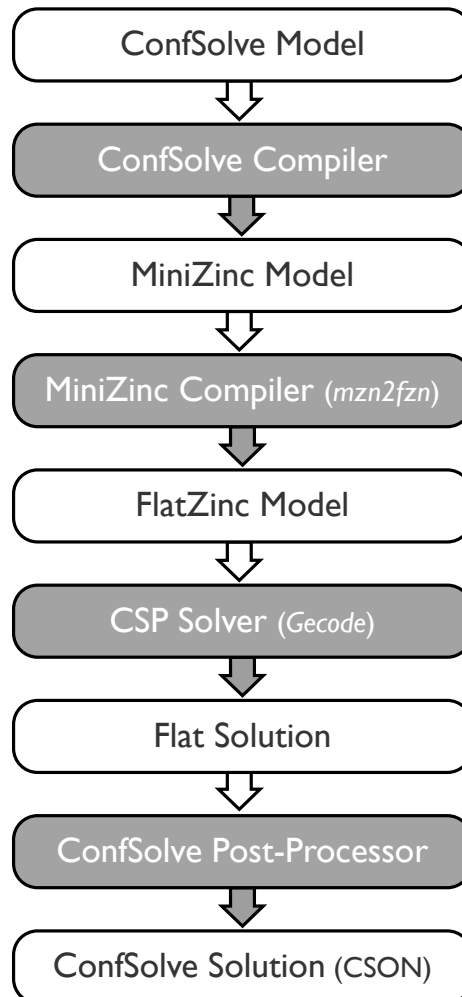 ConfSolve Model
ConfSolve Compiler
MiniZinc Model
MiniZinc Compiler (mzn2fzn)
FlatZinc Model
CSP Solver (Gecode)
Flat Solution
ConfSolve Post-Processor
ConfSolve Solution (CSON)